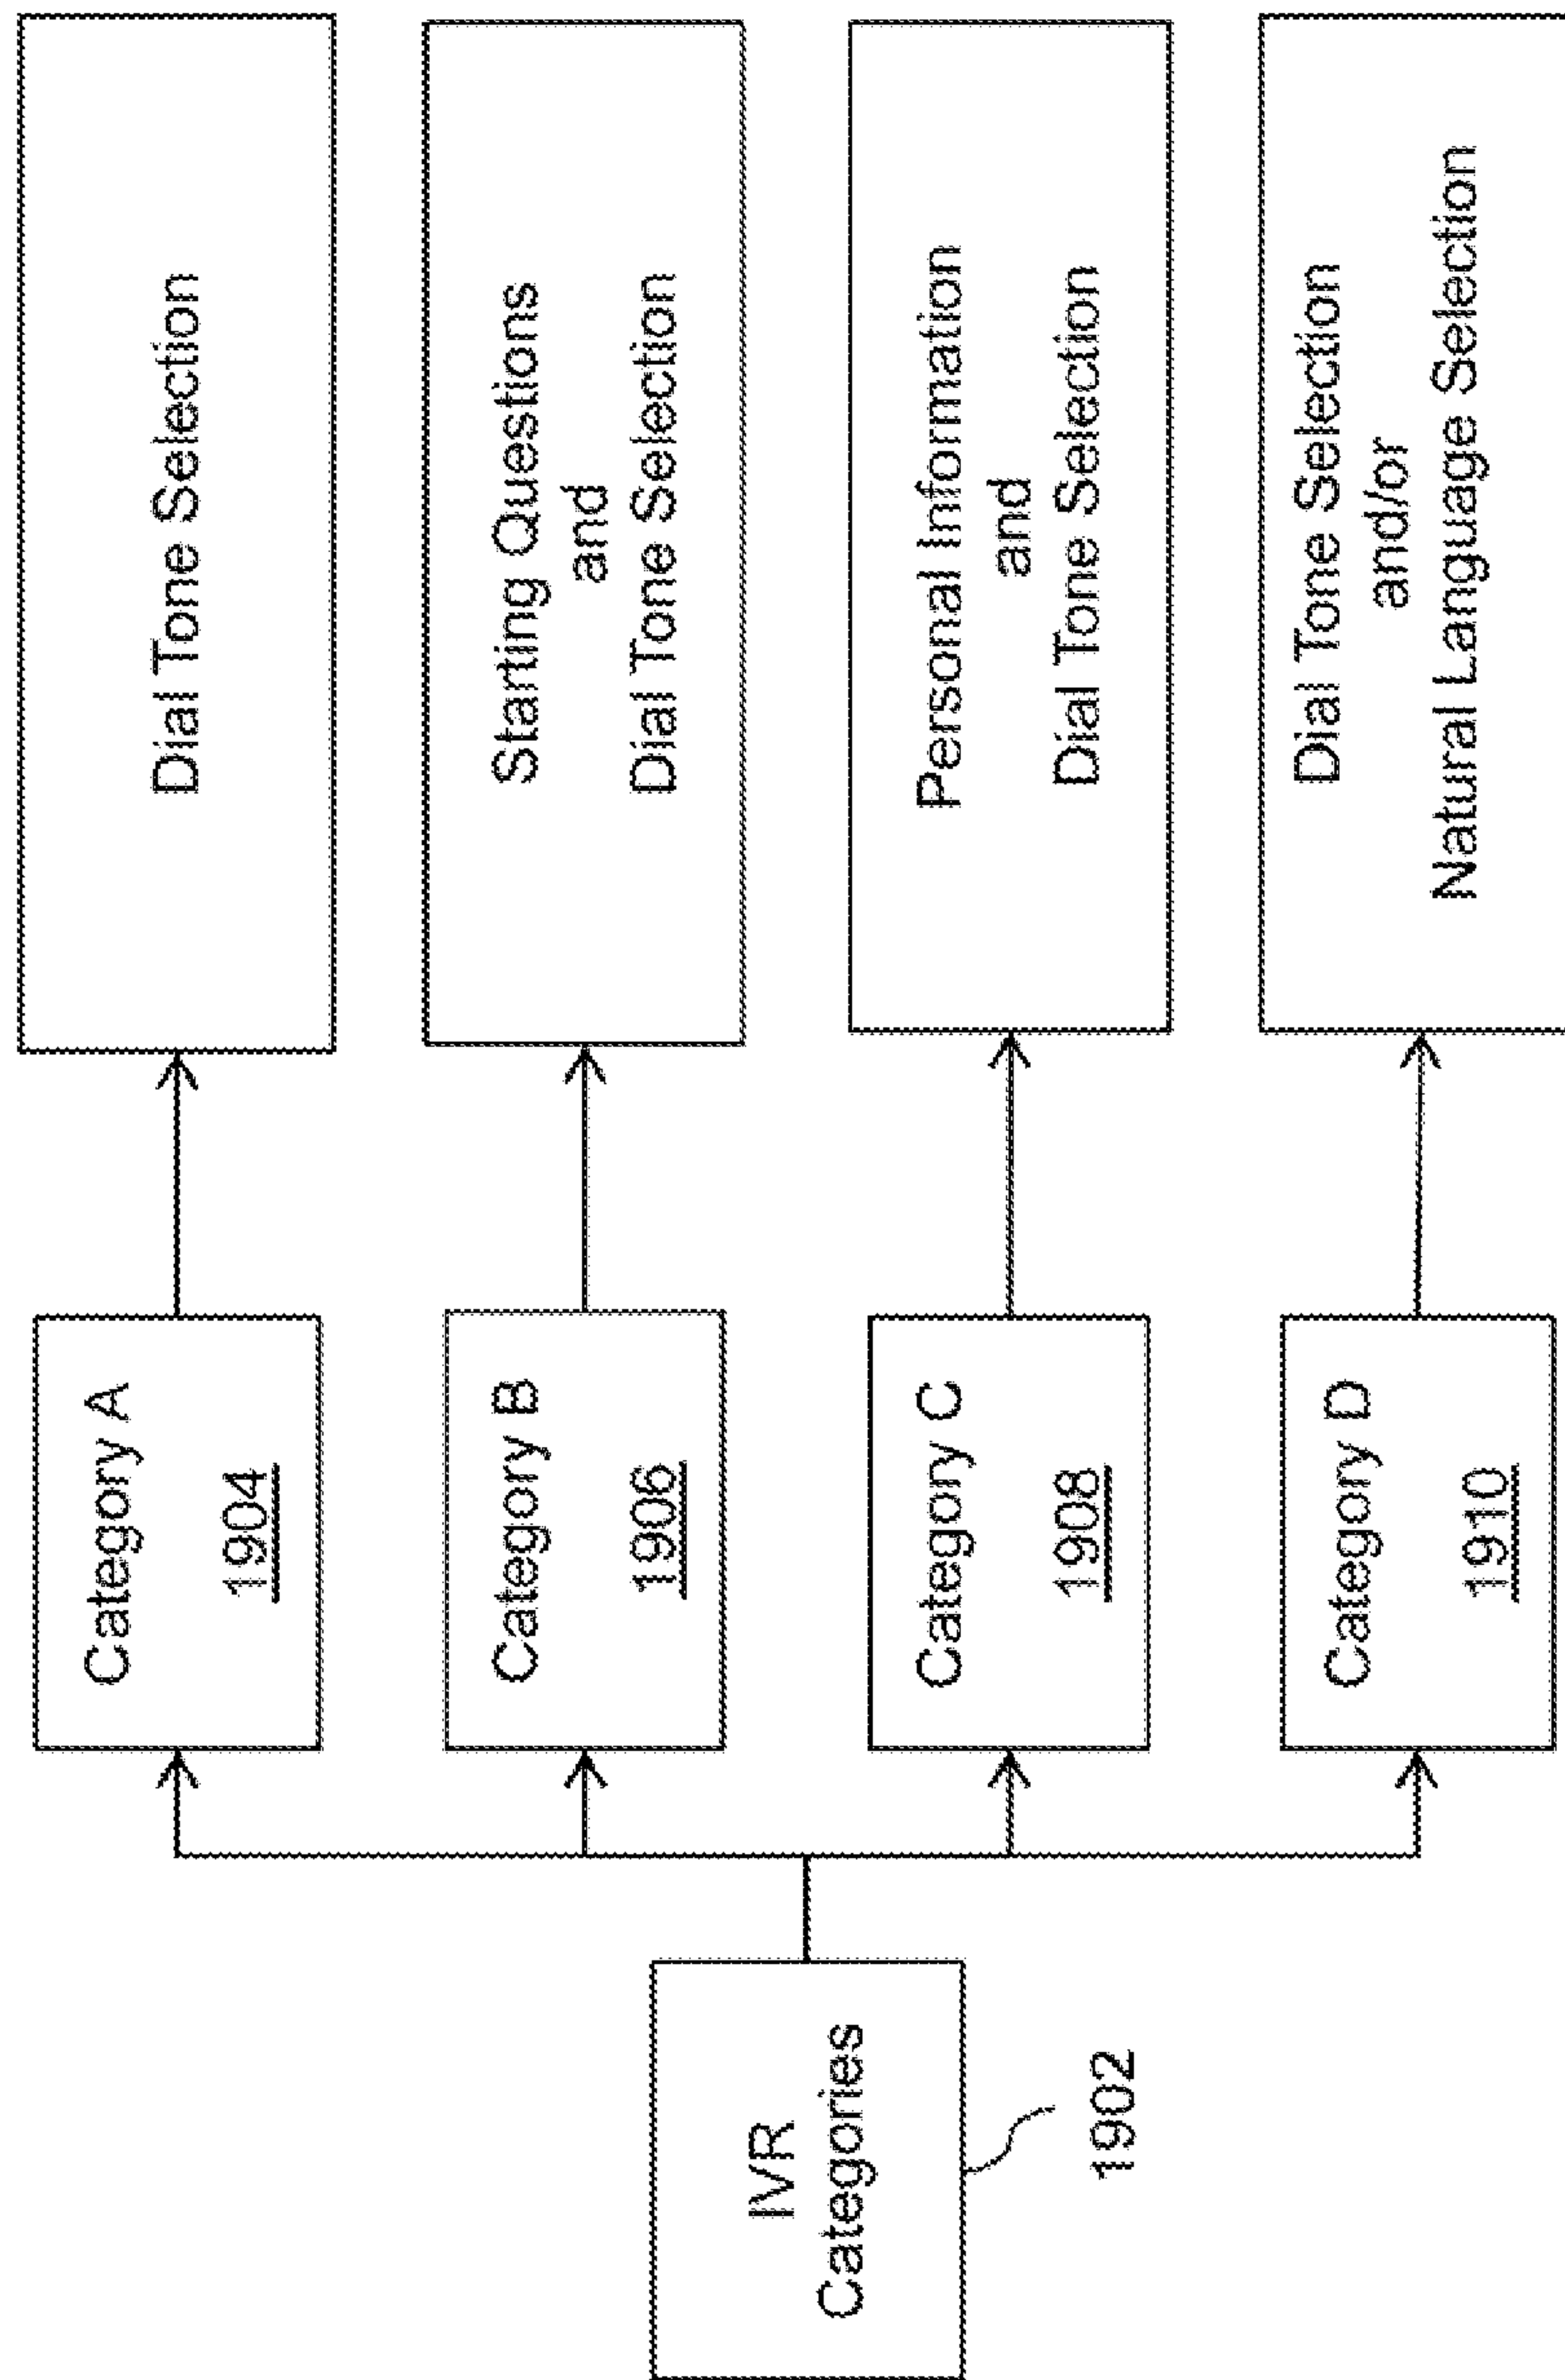 IVR
Categories
1902
Category A
1904
Dial Tone Selection
Category B
1906
Starting Questions
and
Dial Tone Selection
Category C
1908
Personal Information
and
Dial Tone Selection
Category D
1910
Dial Tone Selection
and/or
Natural Language Selection